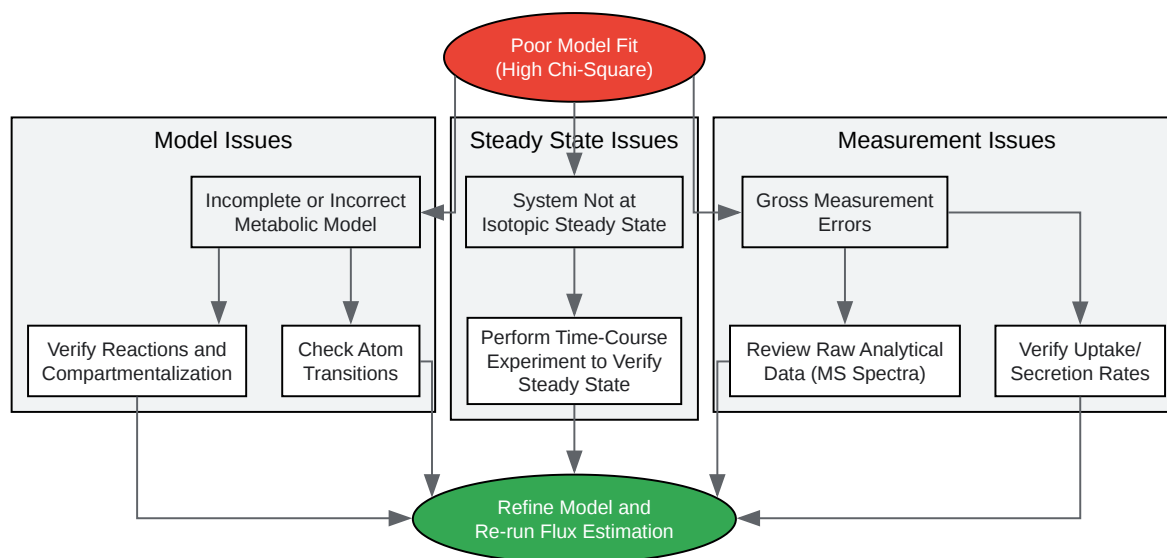 Poor Model Fit
(High Chi-Square)
Model Issues
Steady State Issues
Measurement Issues
Incomplete or Incorrect
Metabolic Model
System Not at
Isotopic Steady State
Gross Measurement
Errors
Verify Reactions and
Compartmentalization
Check Atom
Transitions
Perform Time-Course
Experiment to Verify
Steady State
Review Raw Analytical
Data (MS Spectra)
Verify Uptake/
Secretion Rates
Refine Model and
Re-run Flux Estimation